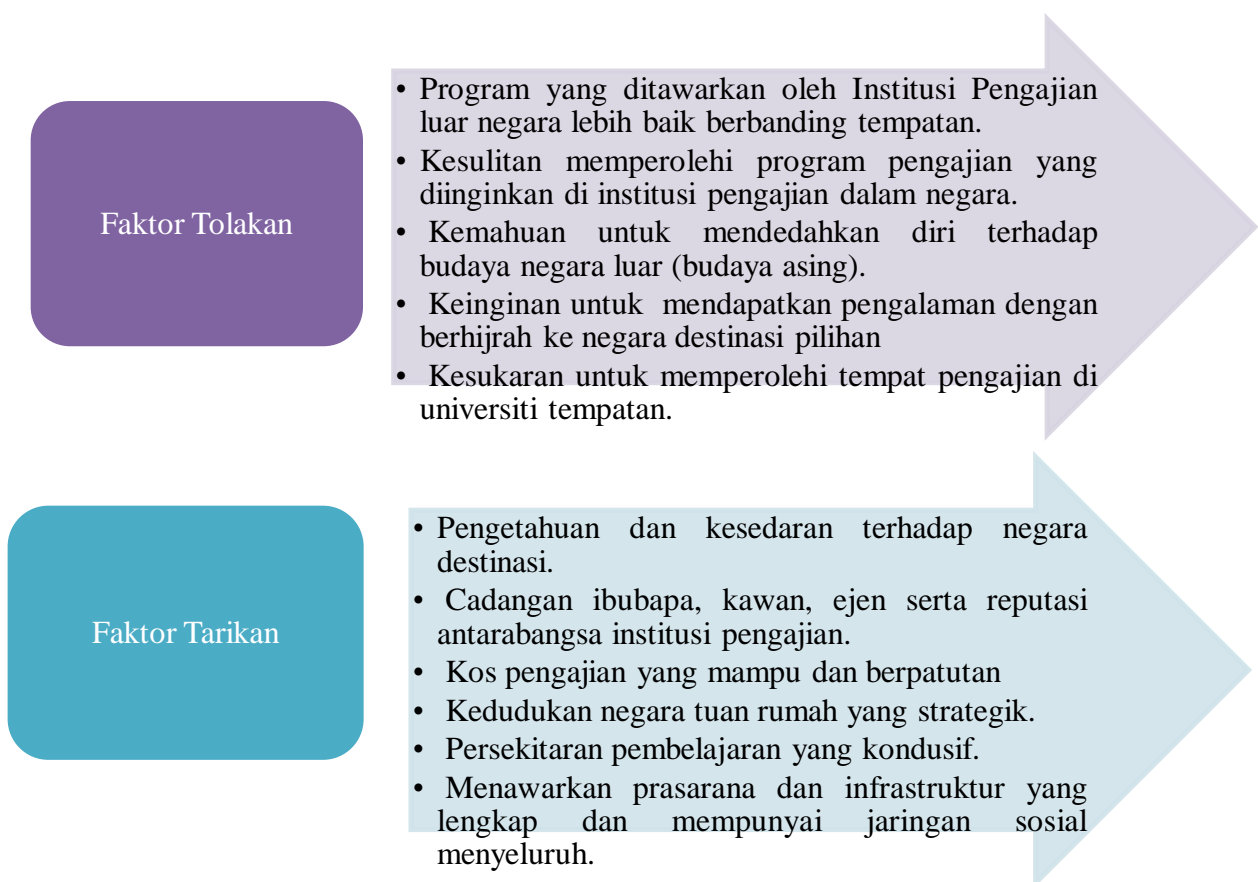 Faktor Tolakan
• Program yang ditawarkan oleh Institusi Pengajian
luar negara lebih baik berbanding tempatan.
• Kesulitan memperolehi program pengajian yang
diinginkan di institusi pengajian dalam negara.
• Kemahuan untuk mendedahkan diri terhadap
budaya negara luar (budaya asing).
• Keinginan untuk mendapatkan pengalaman dengan
berhijrah ke negara destinasi pilihan
• Kesukaran untuk memperolehi tempat pengajian di
universiti tempatan.
Faktor Tarikan
• Pengetahuan dan kesedaran terhadap negara
destinasi.
• Cadangan ibubapa, kawan, ejen serta reputasi
antarabangsa institusi pengajian.
• Kos pengajian yang mampu dan berpatutan
• Kedudukan negara tuan rumah yang strategik.
• Persekitaran pembelajaran yang kondusif.
• Menawarkan prasarana dan infrastruktur yang
lengkap dan mempunyai jaringan sosial
menyeluruh.